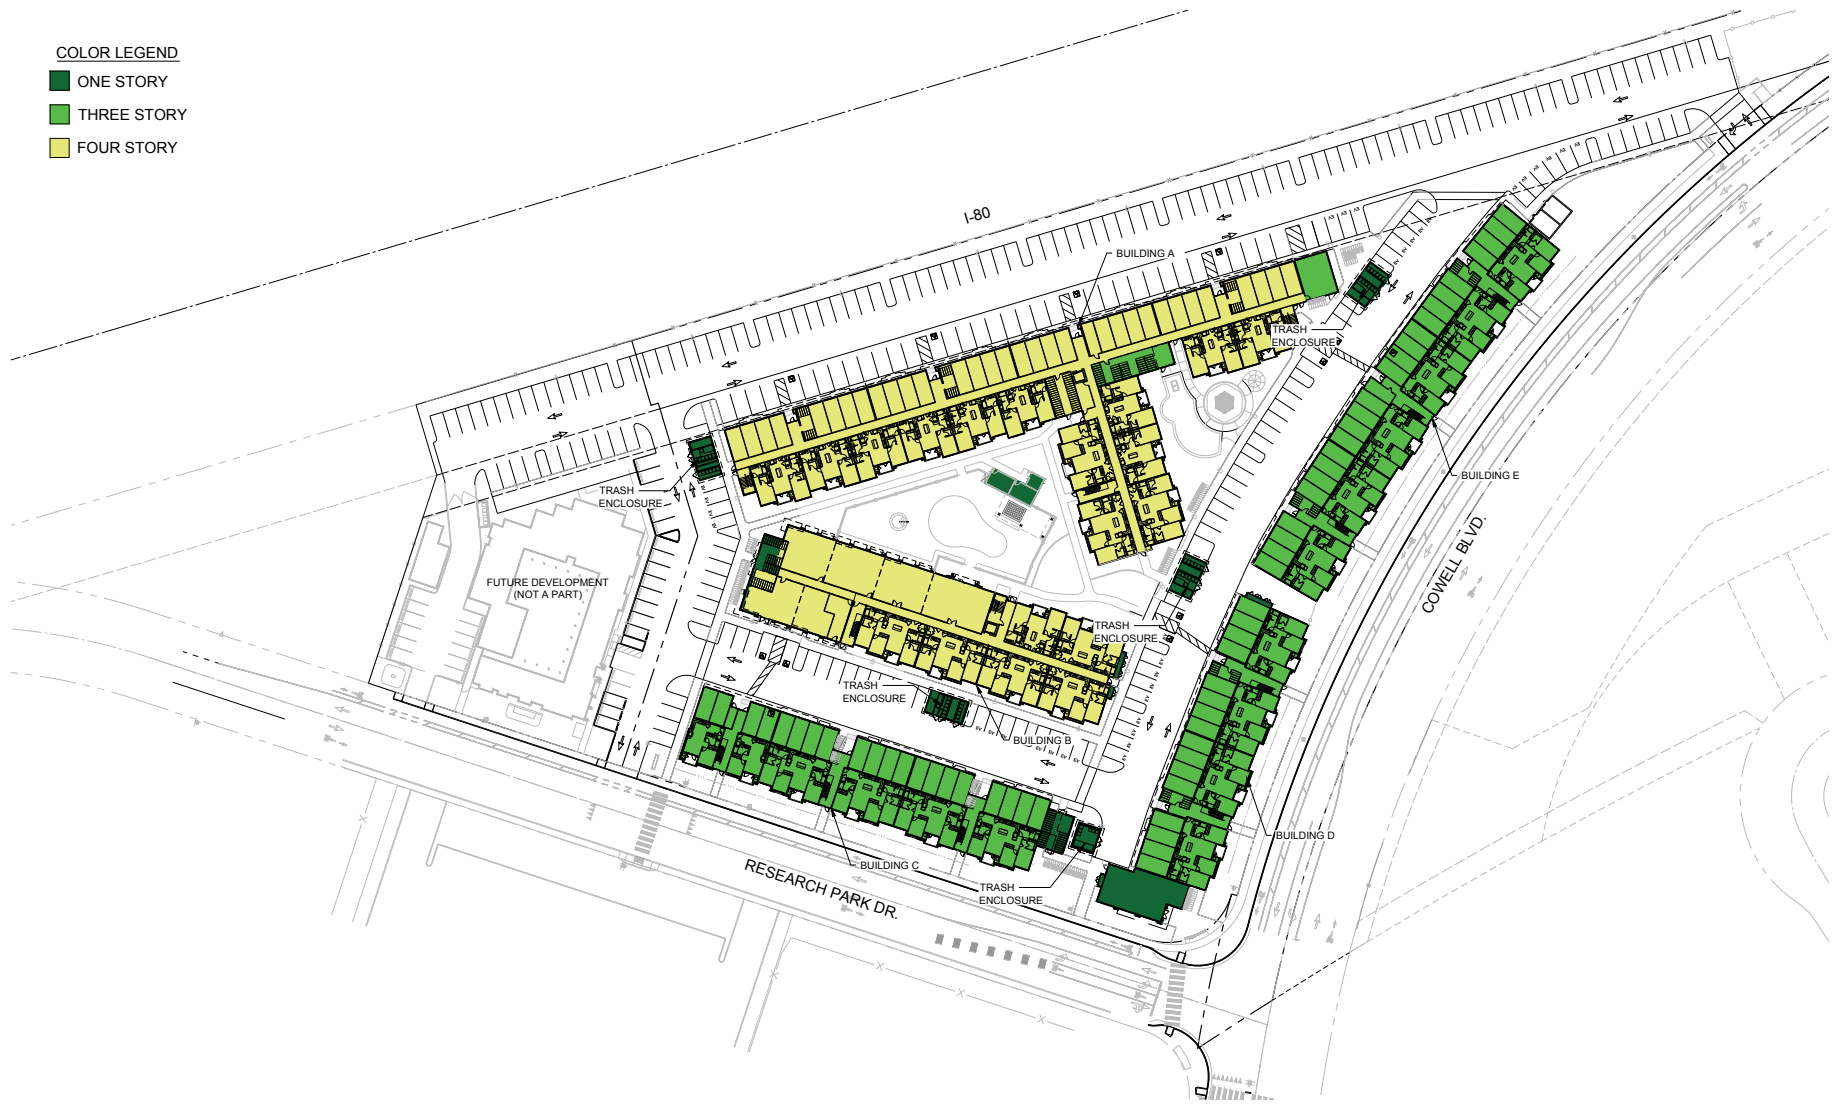 COLOR LEGEND
ONE STORY
THREE STORY
FOUR STORY
I-80
BUILDING A
TRASH
ENCLOSURE
BUILDING E
TRASH
ENCLOSURE
COWELL BLVD.
FUTURE DEVELOPMENT
(NOT A PART)
TRASH
ENCLOSURE
TRASH
ENCLOSURE
BUILDING B
BUILDING D
BUILDING C
RESEARCH PARK DR.
TRASH
ENCLOSURE